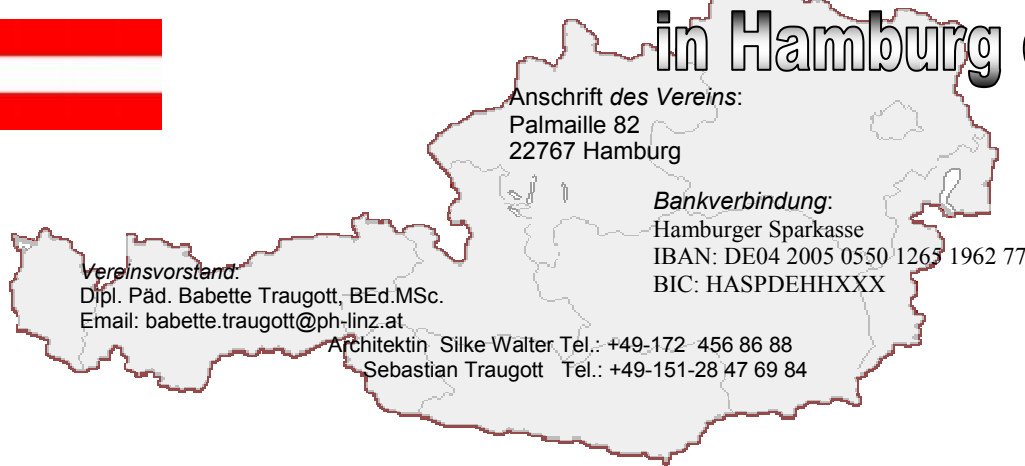 in Hamburg e
Anschrift des Vereins:
Palmaille 82
22767 Hamburg
Bankverbindung:
Hamburger Sparkasse
IBAN: DE04 2005 0550 1265 1962 77
BIC: HASPDEHHXXX
Vereinsvorstand:
Dipl. Päd. Babette Traugott, BEd.MSc.
Email: babette.traugott@ph-linz.at
Architektin Silke Walter Tel.: +49-172 456 86 88
Sebastian Traugott Tel.: +49-151-28 47 69 84